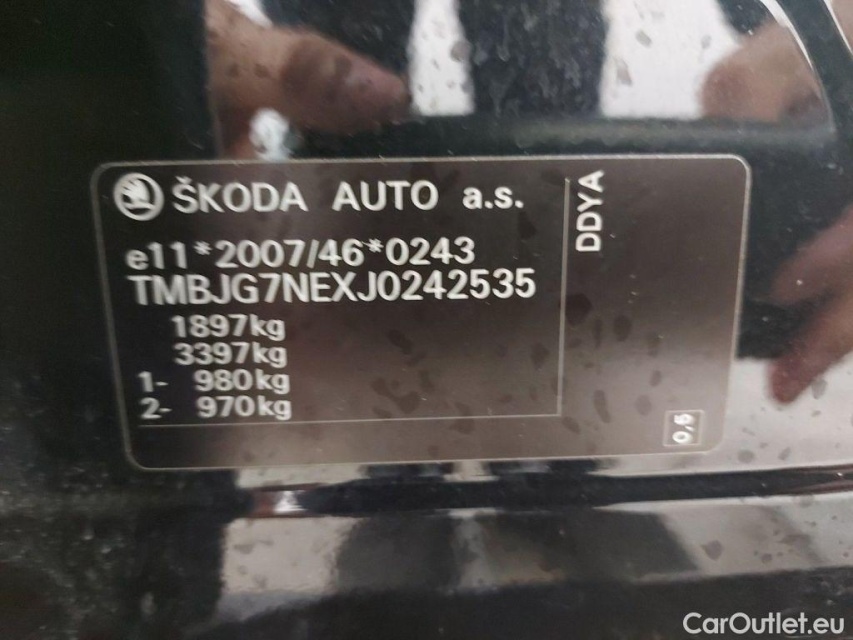 ŠKODA AUTO a.s.
e11*2007/46*0243
TMBJG7NEXJ0242535
1897kg
3397kg
1- 980kg
2- 970kg
DDYA
0,5
CarOutlet.eu